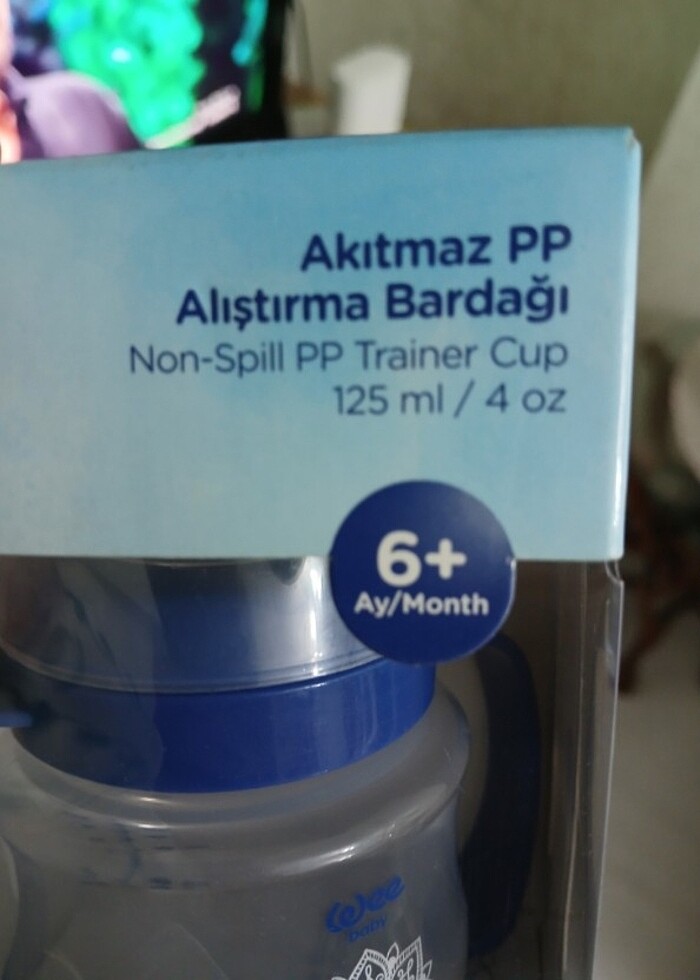 Akıtmaz PP
Alıştırma Bardağı
Non-Spill PP Trainer Cup
125 ml / 4 oz
6+
Ay/Month
wee
baby